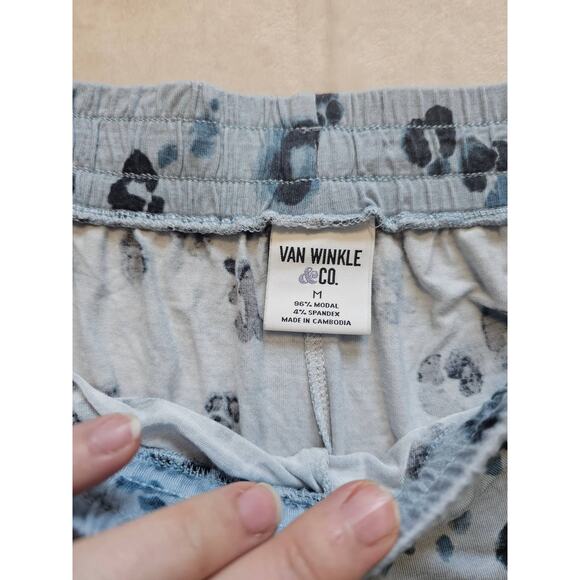 VAN WINKLE
&CO.
M
96% MODAL
4% SPANDEX
MADE IN CAMBODIA